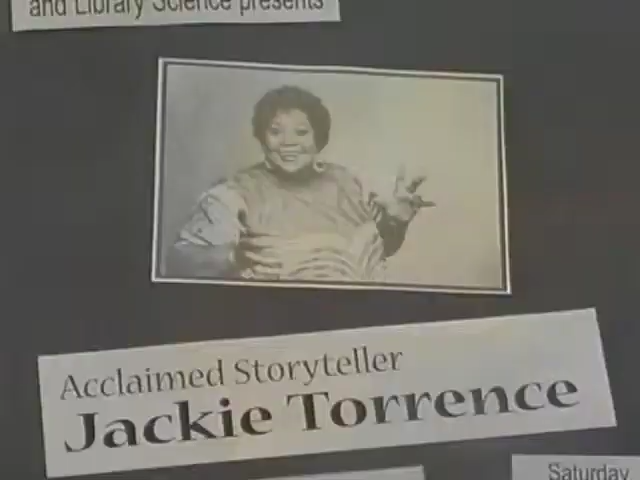 and Library Science presents
Acclaimed Storyteller
Jackie Torrence
Saturday